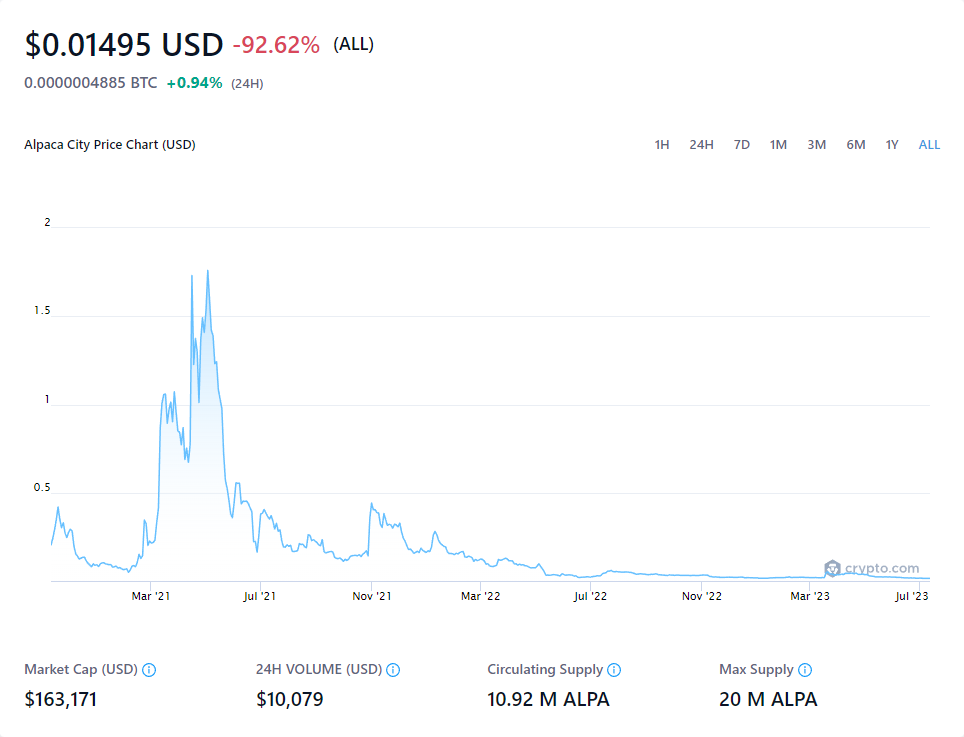 $0.01495 USD -92.62% (ALL)
0.0000004885 BTC +0.94% (24H)
Alpaca City Price Chart (USD) 1H 24H 7D 1M 3M 6M 1Y ALL
2
1.5
1
0.5
crypto.com
Mar '21 Jul '21 Nov '21 Mar '22 Jul '22 Nov '22 Mar '23 Jul '23
Market Cap (USD) 24H VOLUME (USD) Circulating Supply Max Supply
$163,171 $10,079 10.92 M ALPA 20 M ALPA